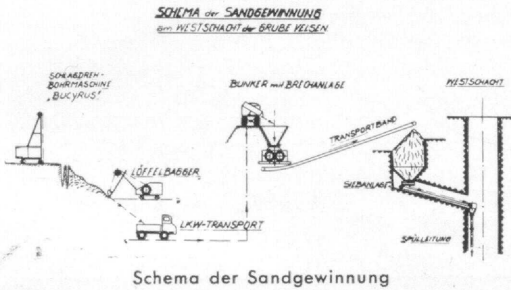 SCHEMA der SANDGEWINNUNG
am WESTSCHACHT der GRUBE VELSEN
SCHLAGDREH-
BOHRMASCHINE
„BUCYRUS“
BUNKER mit BRECHANLAGE
WESTSCHACHT
TRANSPORTBAND
LÖFFELBAGGER
SIEBANLAGE
LKW-TRANSPORT
SPÜLLEITUNG
Schema der Sandgewinnung